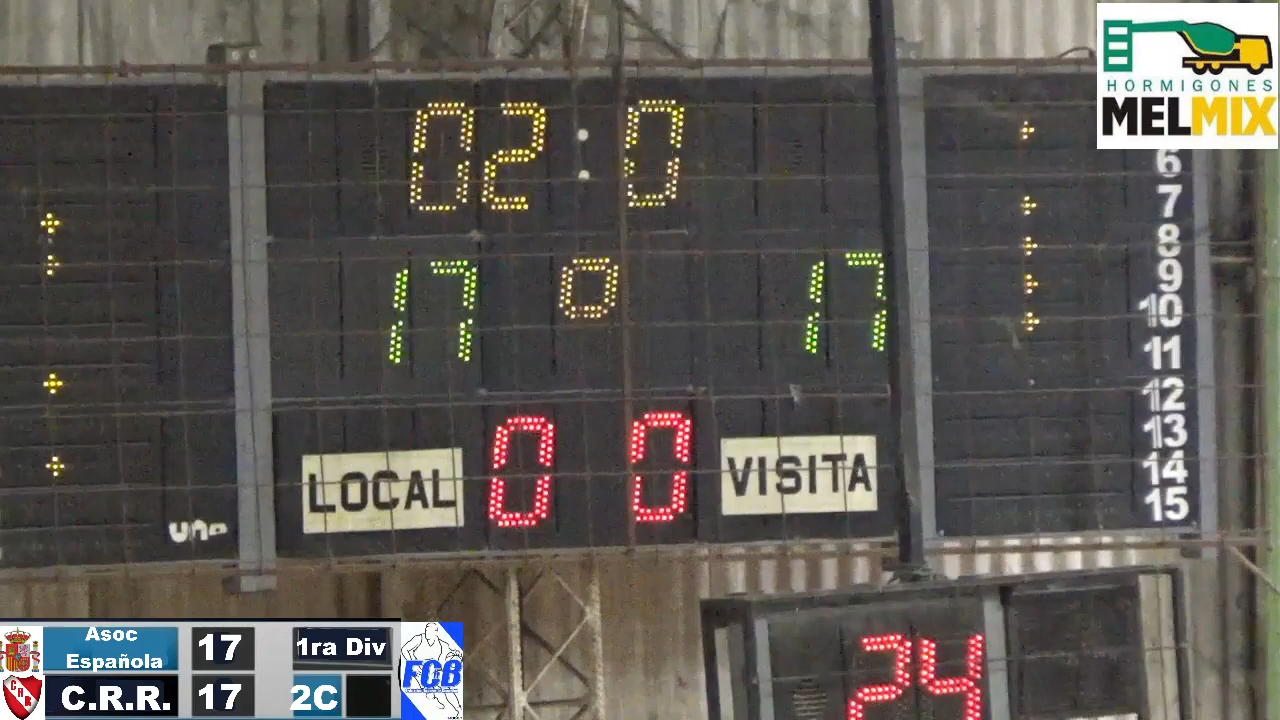 HORMIGONES
MELMIX
02:0
6
7
8
9
10
11
12
13
14
15
17 0 17
LOCAL 0 0 VISITA
uno
24
Asoc
Española
17
1ra Div
C.R.R.
17
2C
FCB